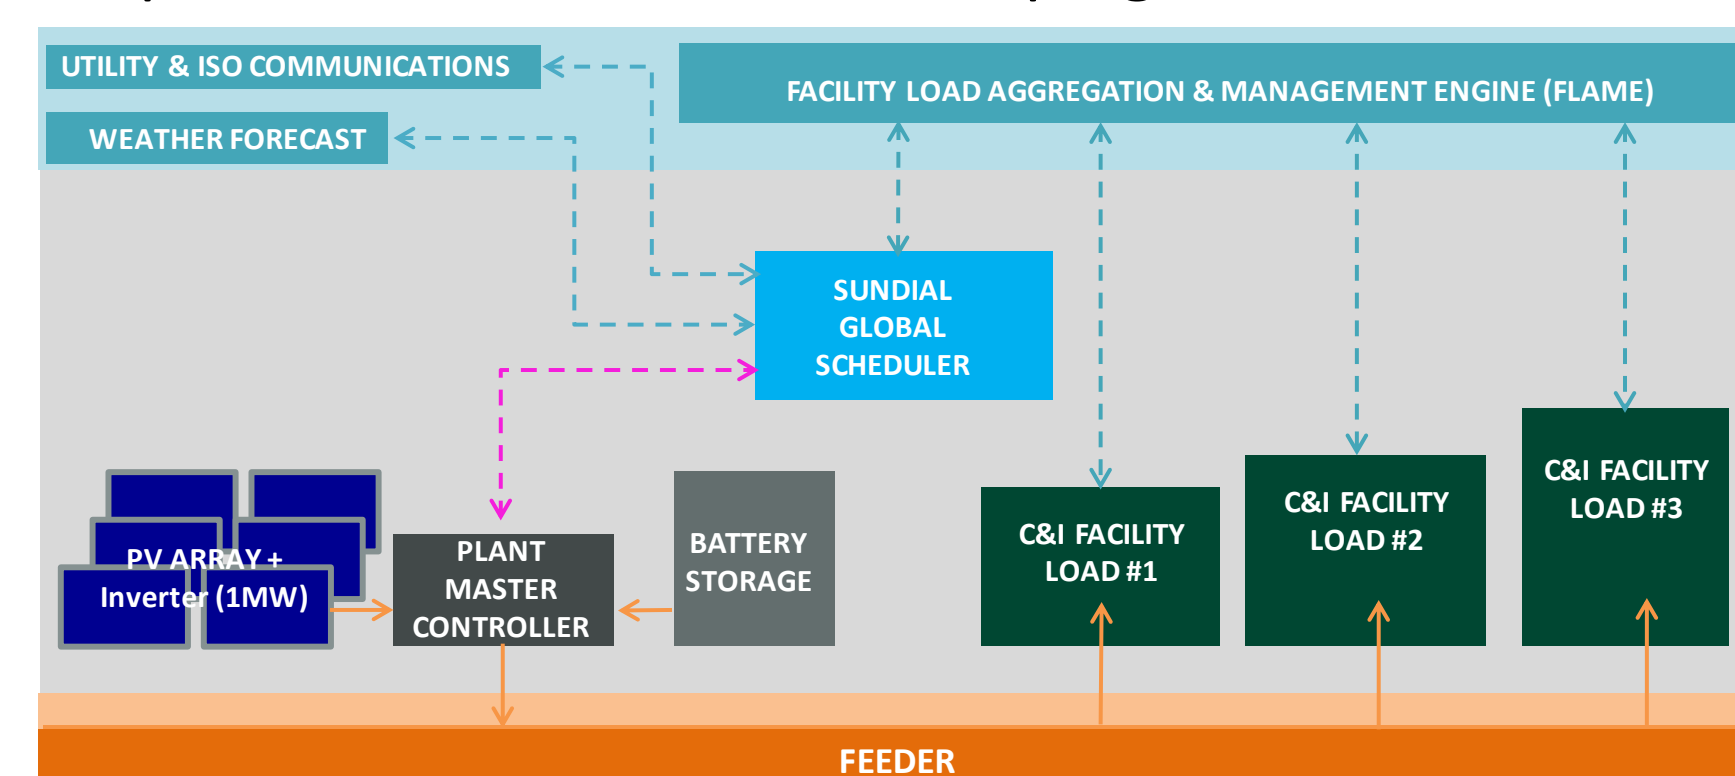 UTILITY & ISO COMMUNICATIONS
FACILITY LOAD AGGREGATION & MANAGEMENT ENGINE (FLAME)
WEATHER FORECAST
SUNDIAL
GLOBAL
SCHEDULER
PV ARRAY +
Inverter (1MW)
PLANT
MASTER
CONTROLLER
BATTERY
STORAGE
C&I FACILITY
LOAD #1
C&I FACILITY
LOAD #2
C&I FACILITY
LOAD #3
FEEDER